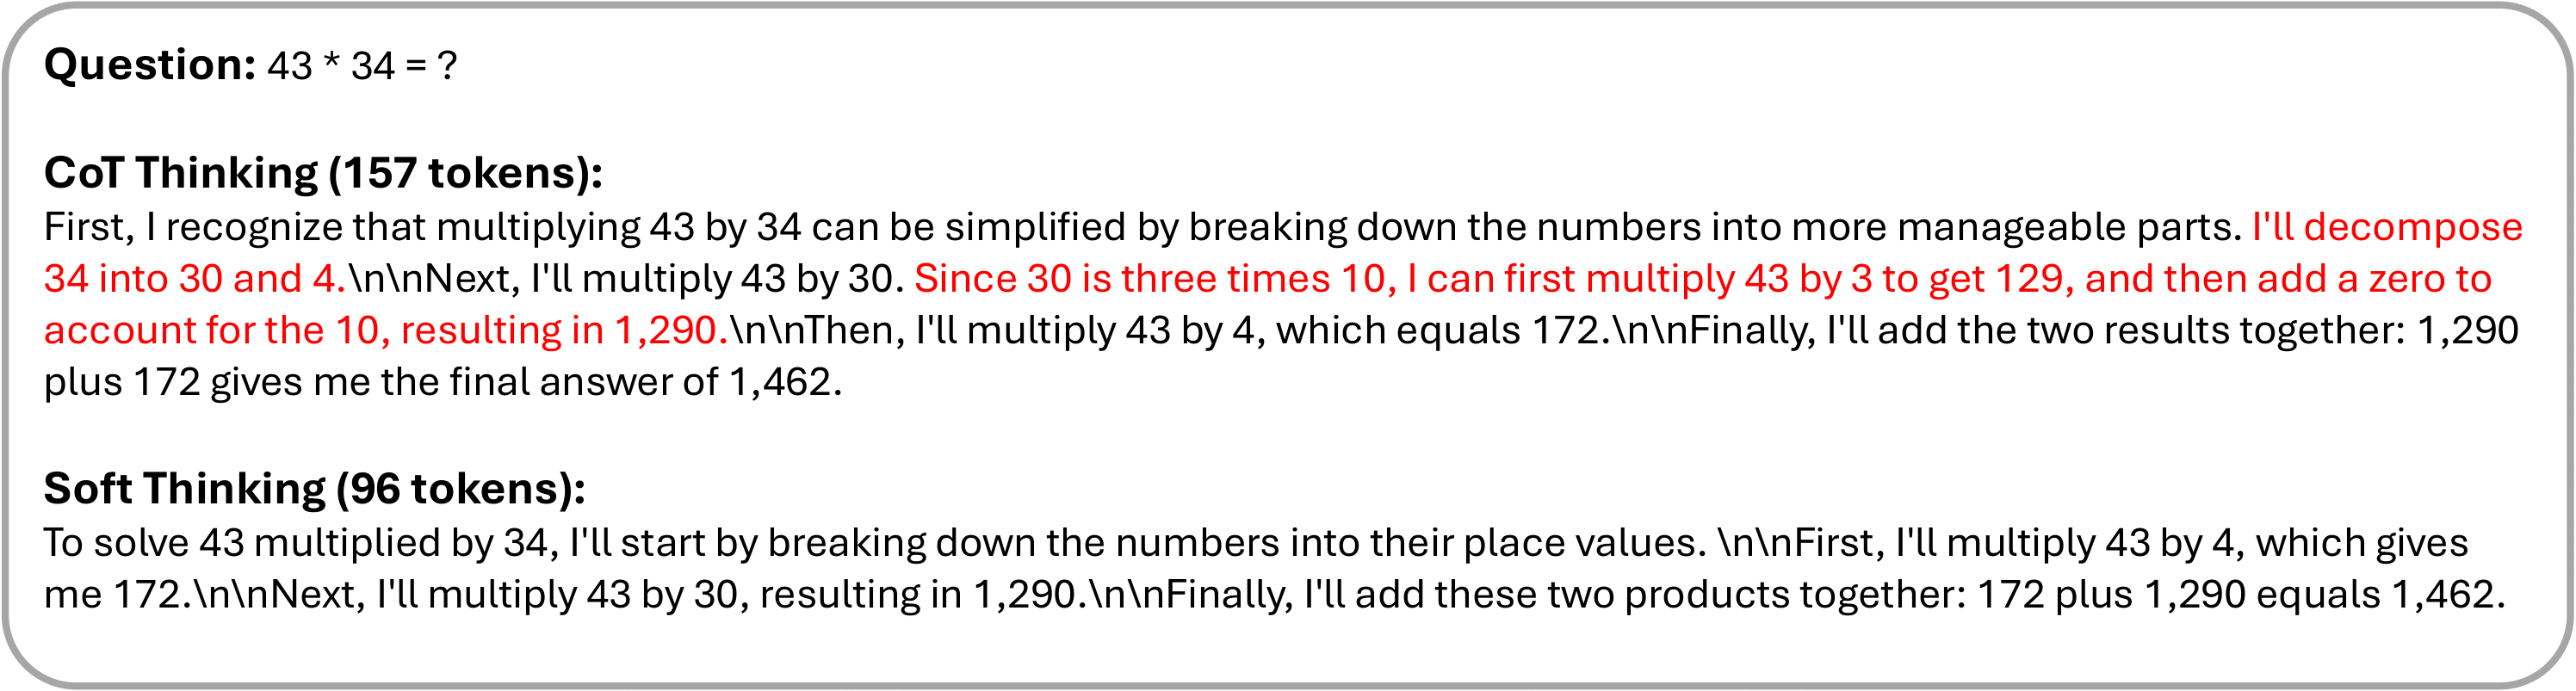 Question: 43 * 34 = ?
CoT Thinking (157 tokens):
First, I recognize that multiplying 43 by 34 can be simplified by breaking down the numbers into more manageable parts. I'll decompose
34 into 30 and 4.\n\nNext, I'll multiply 43 by 30. Since 30 is three times 10, I can first multiply 43 by 3 to get 129, and then add a zero to
account for the 10, resulting in 1,290.\n\nThen, I'll multiply 43 by 4, which equals 172.\n\nFinally, I'll add the two results together: 1,290
plus 172 gives me the final answer of 1,462.
Soft Thinking (96 tokens):
To solve 43 multiplied by 34, I'll start by breaking down the numbers into their place values. \n\nFirst, I'll multiply 43 by 4, which gives
me 172.\n\nNext, I'll multiply 43 by 30, resulting in 1,290.\n\nFinally, I'll add these two products together: 172 plus 1,290 equals 1,462.